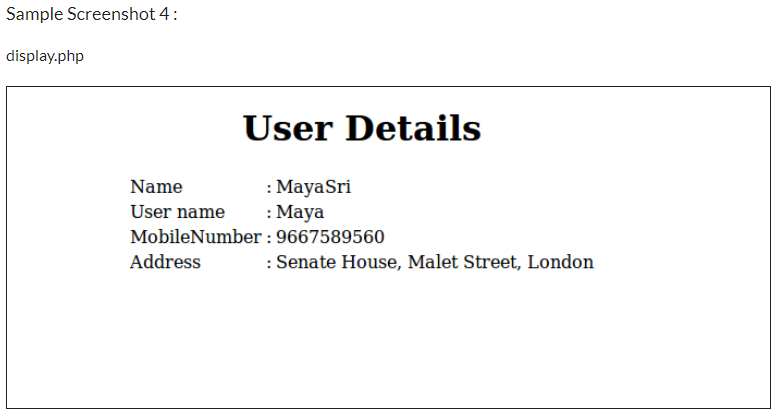 Sample Screenshot 4 :
display.php
User Details
Name : MayaSri
User name : Maya
MobileNumber : 9667589560
Address : Senate House, Malet Street, London